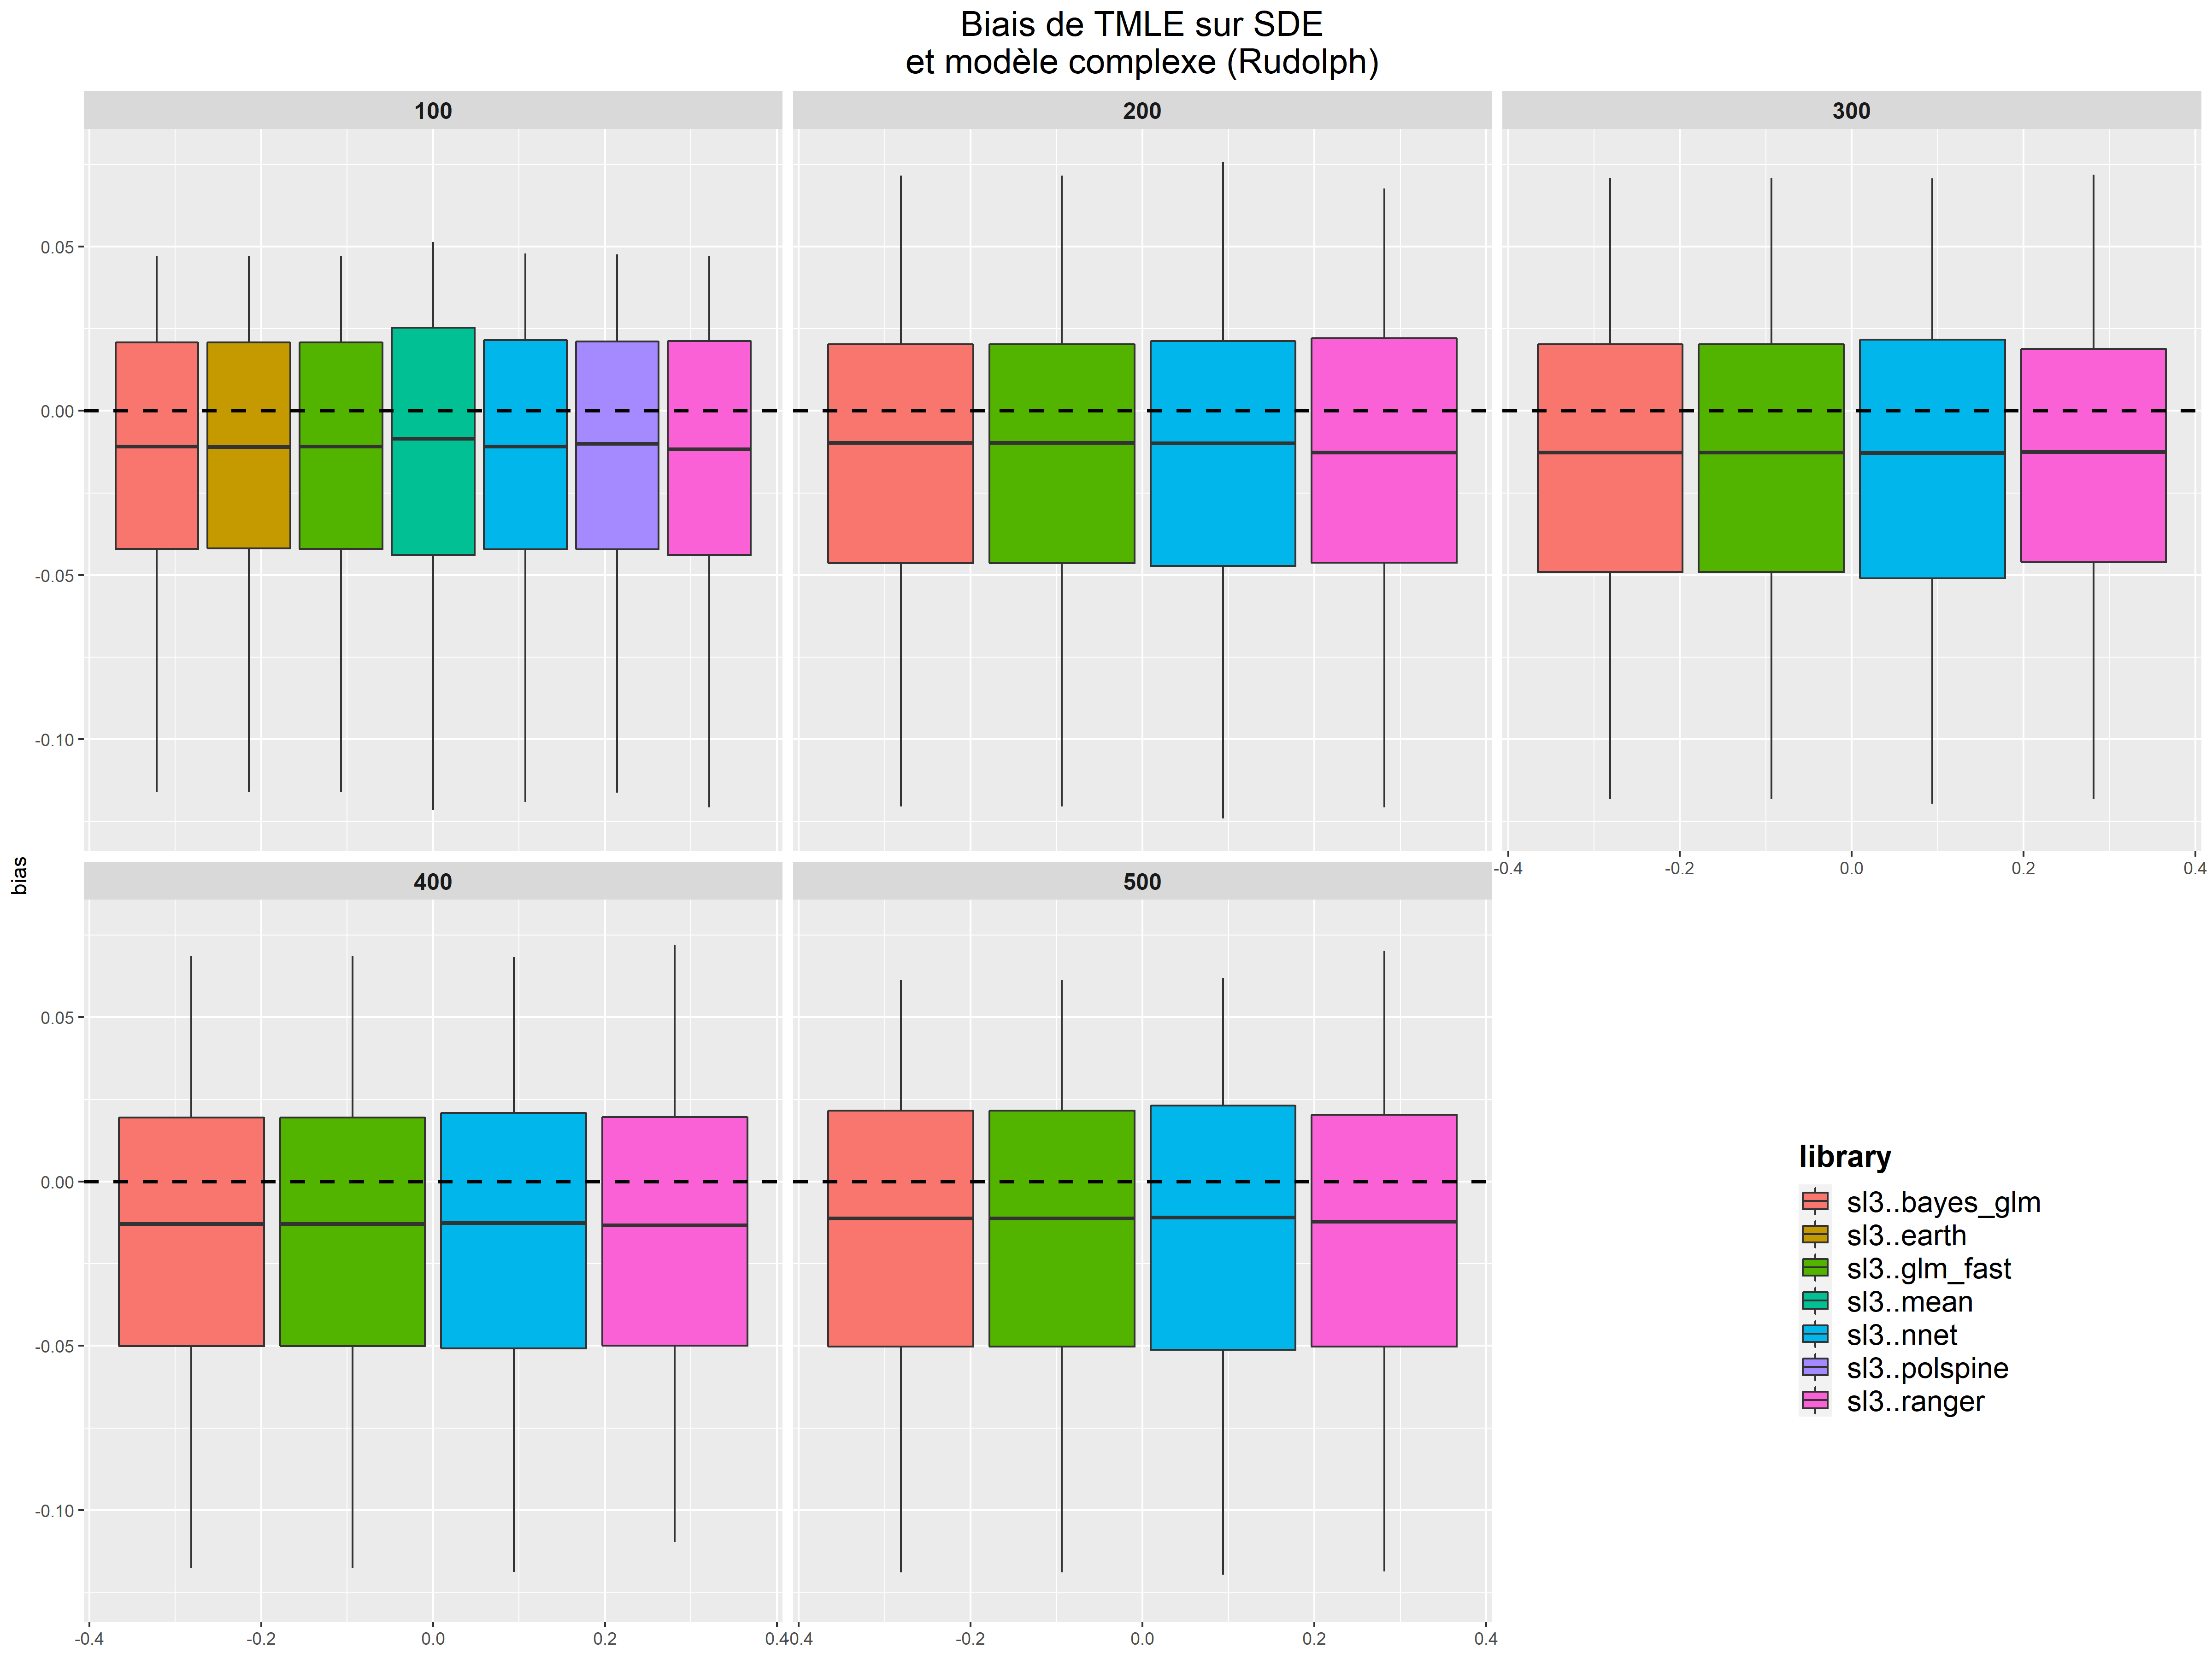 Biais de TMLE sur SDE
et modèle complexe (Rudolph)
100
200
300
0.05
0.00
-0.05
-0.10
-0.4
-0.2
0.0
0.2
0.4
bias
400
500
0.05
0.00
-0.05
-0.10
-0.4
-0.2
0.0
0.2
0.4
-0.4
-0.2
0.0
0.2
0.4
library
sl3..bayes_glm
sl3..earth
sl3..glm_fast
sl3..mean
sl3..nnet
sl3..polspine
sl3..ranger